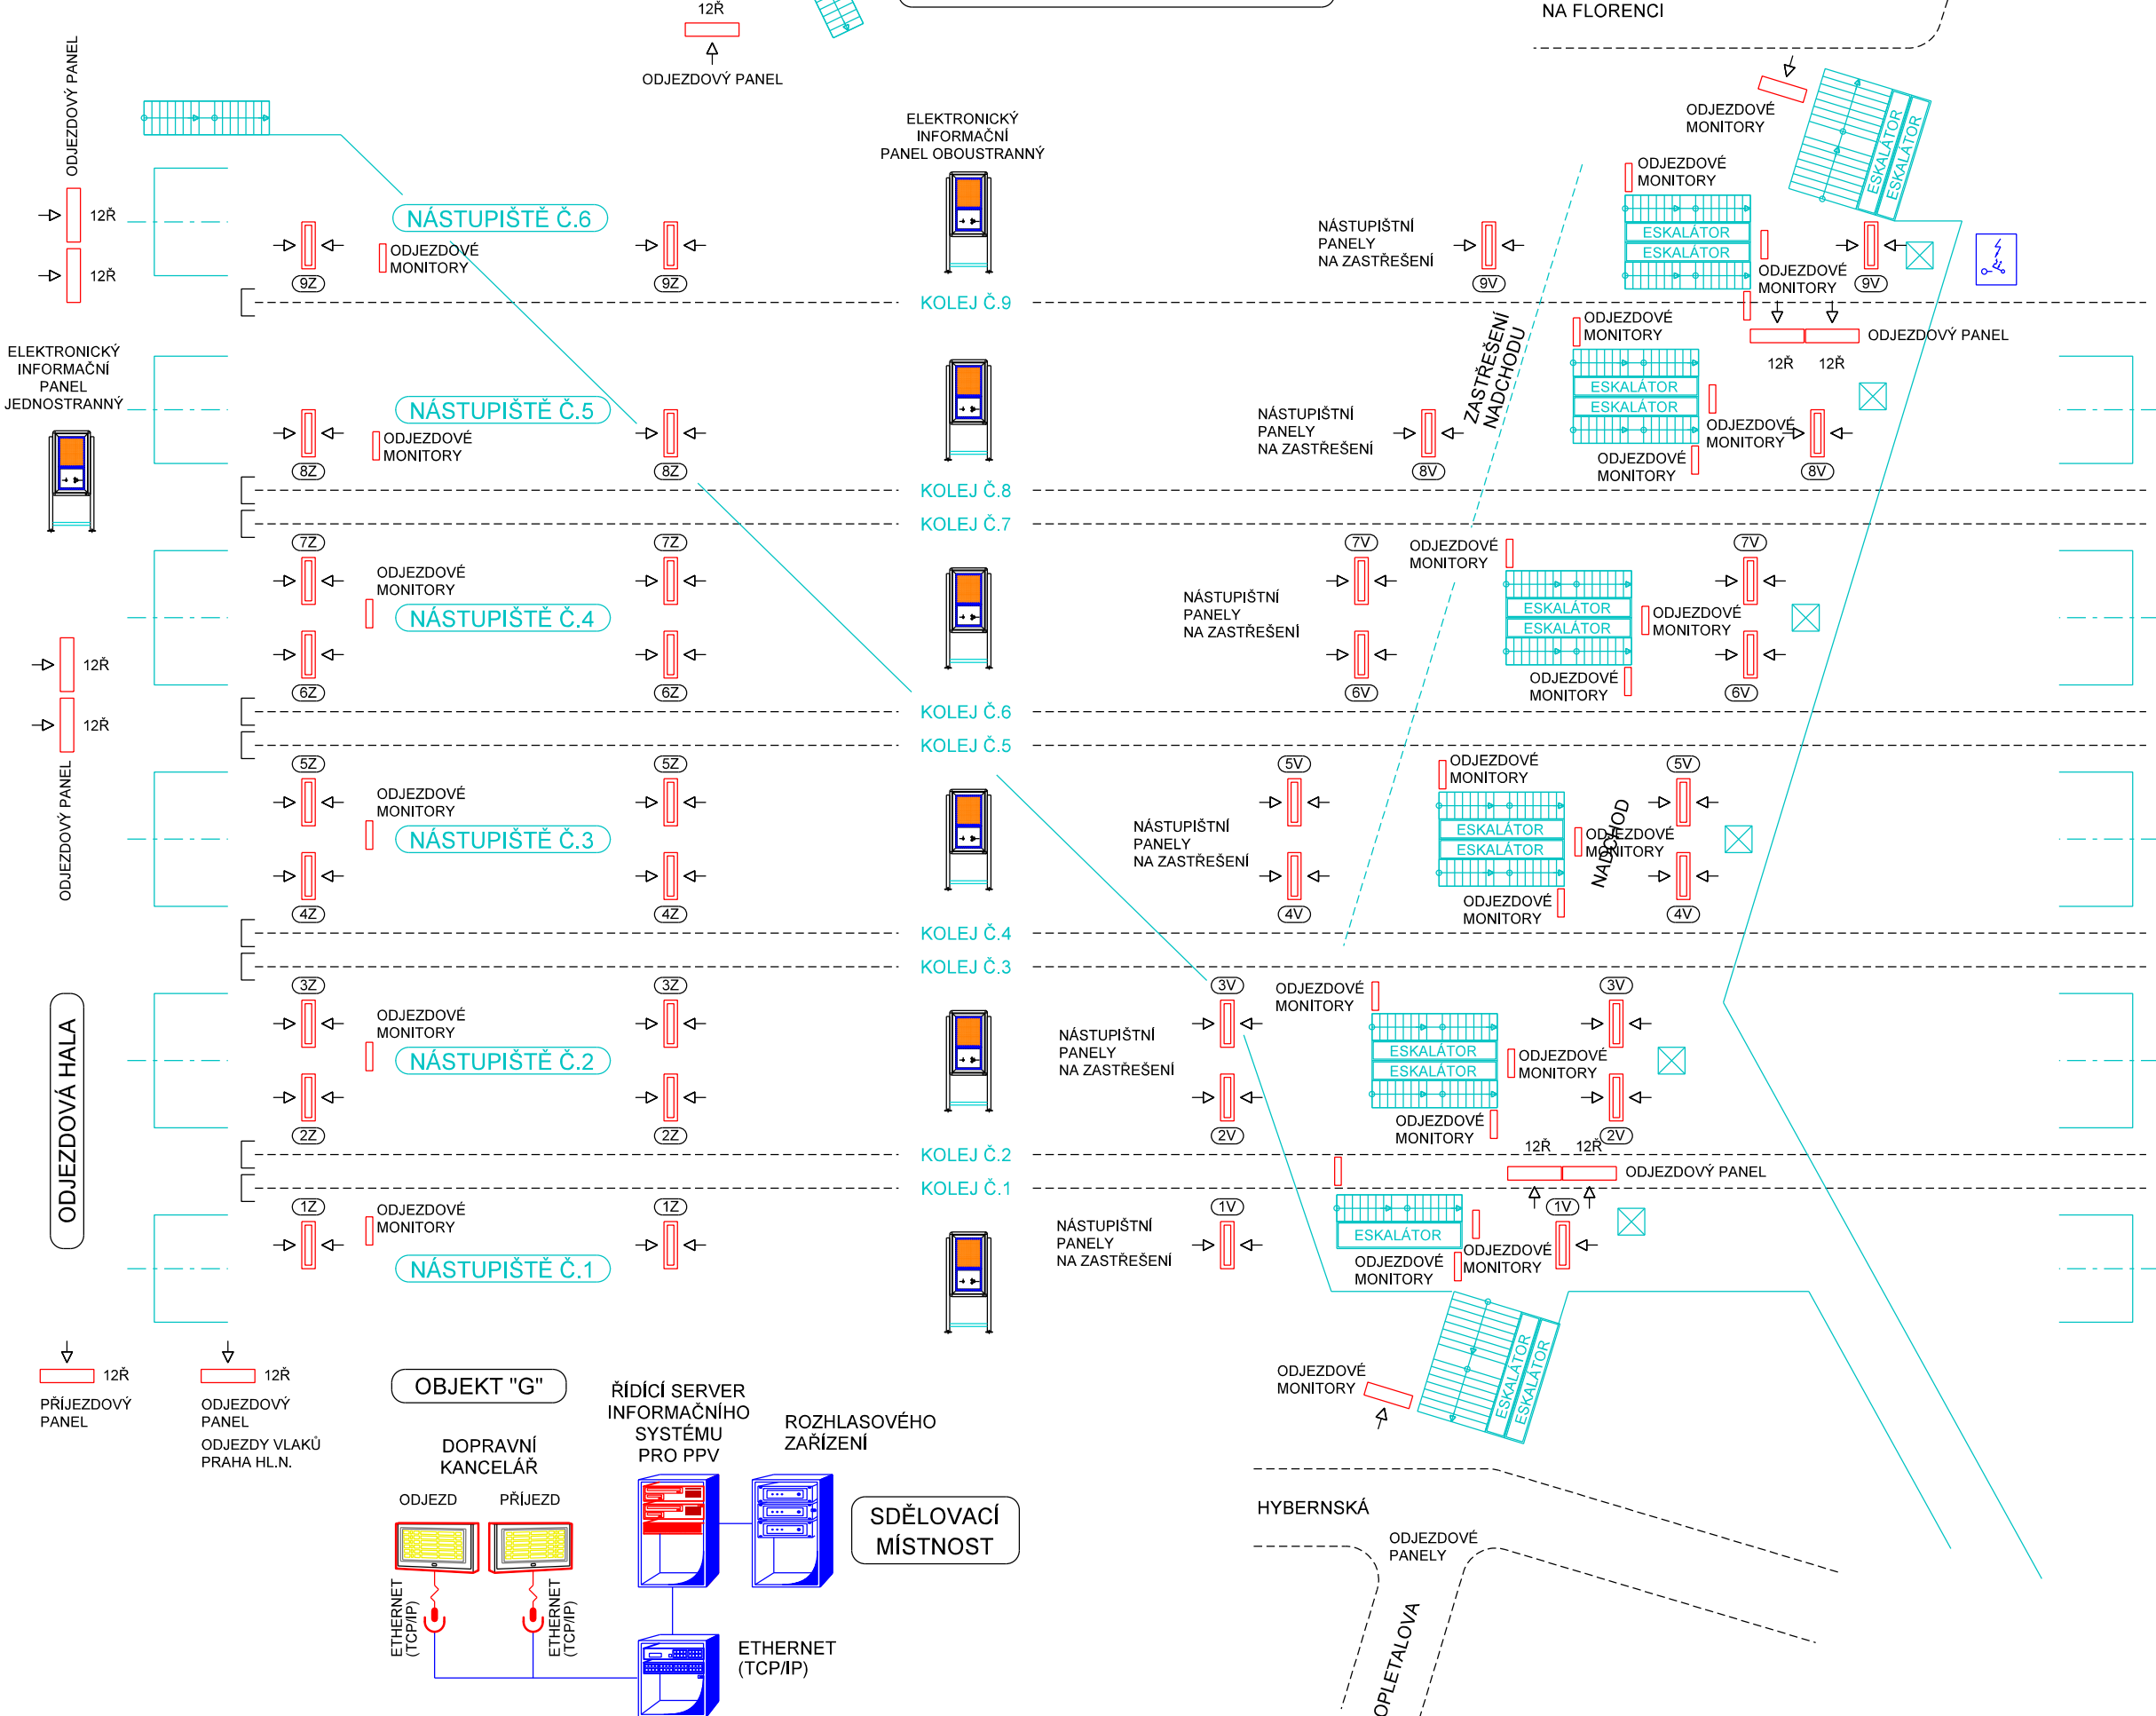 12Ř
ODJEZDOVÝ PANEL
NA FLORENCI
ODJEZDOVÝ PANEL
12Ř
12Ř
ELEKTRONICKÝ
INFORMAČNÍ
PANEL OBOUSTRANNÝ
ODJEZDOVÉ
MONITORY
ESKALÁTOR
ESKALÁTOR
ODJEZDOVÉ
MONITORY
NÁSTUPIŠTĚ Č.6
ODJEZDOVÉ
MONITORY
9Z
9Z
NÁSTUPIŠTNÍ
PANELY
NA ZASTŘEŠENÍ
9V
ESKALÁTOR
ESKALÁTOR
ODJEZDOVÉ
MONITORY
9V
KOLEJ Č.9
ELEKTRONICKÝ
INFORMAČNÍ
PANEL
JEDNOSTRANNÝ
ZASTŘEŠENÍ
NADCHODU
ODJEZDOVÉ
MONITORY
ODJEZDOVÝ PANEL
12Ř
12Ř
NÁSTUPIŠTĚ Č.5
ODJEZDOVÉ
MONITORY
8Z
8Z
NÁSTUPIŠTNÍ
PANELY
NA ZASTŘEŠENÍ
8V
ESKALÁTOR
ESKALÁTOR
ODJEZDOVÉ
MONITORY
ODJEZDOVÉ
MONITORY
8V
KOLEJ Č.8
KOLEJ Č.7
7Z
7Z
7V
7V
ODJEZDOVÉ
MONITORY
ODJEZDOVÉ
MONITORY
NÁSTUPIŠTĚ Č.4
NÁSTUPIŠTNÍ
PANELY
NA ZASTŘEŠENÍ
ESKALÁTOR
ESKALÁTOR
ODJEZDOVÉ
MONITORY
ODJEZDOVÉ
MONITORY
6Z
6Z
6V
6V
12Ř
12Ř
ODJEZDOVÝ PANEL
KOLEJ Č.6
KOLEJ Č.5
5Z
5Z
5V
5V
ODJEZDOVÉ
MONITORY
ODJEZDOVÉ
MONITORY
NÁSTUPIŠTĚ Č.3
NÁSTUPIŠTNÍ
PANELY
NA ZASTŘEŠENÍ
ESKALÁTOR
ESKALÁTOR
ODJEZDOVÉ
MONITORY
NADCHOD
ODJEZDOVÉ
MONITORY
4Z
4Z
4V
4V
KOLEJ Č.4
KOLEJ Č.3
ODJEZDOVÁ HALA
3Z
3Z
3V
3V
ODJEZDOVÉ
MONITORY
ODJEZDOVÉ
MONITORY
NÁSTUPIŠTĚ Č.2
NÁSTUPIŠTNÍ
PANELY
NA ZASTŘEŠENÍ
ESKALÁTOR
ESKALÁTOR
ODJEZDOVÉ
MONITORY
ODJEZDOVÉ
MONITORY
2Z
2Z
2V
2V
12Ř
12Ř
ODJEZDOVÝ PANEL
KOLEJ Č.2
KOLEJ Č.1
1Z
1Z
1V
1V
ODJEZDOVÉ
MONITORY
NÁSTUPIŠTĚ Č.1
NÁSTUPIŠTNÍ
PANELY
NA ZASTŘEŠENÍ
ESKALÁTOR
ODJEZDOVÉ
MONITORY
ODJEZDOVÉ
MONITORY
12Ř
PŘÍJEZDOVÝ
PANEL
12Ř
ODJEZDOVÝ
PANEL
ODJEZDY VLAKŮ
PRAHA HL.N.
OBJEKT "G"
DOPRAVNÍ
KANCELÁŘ
ODJEZD
PŘÍJEZD
ŘÍDÍCÍ SERVER
INFORMAČNÍHO
SYSTÉMU
PRO PPV
ROZHLASOVÉHO
ZAŘÍZENÍ
SDĚLOVACÍ
MÍSTNOST
ETHERNET
(TCP/IP)
ETHERNET
(TCP/IP)
ETHERNET
(TCP/IP)
ODJEZDOVÉ
MONITORY
ESKALÁTOR
ESKALÁTOR
HYBERNSKÁ
ODJEZDOVÉ
PANELY
OPLETALOVA